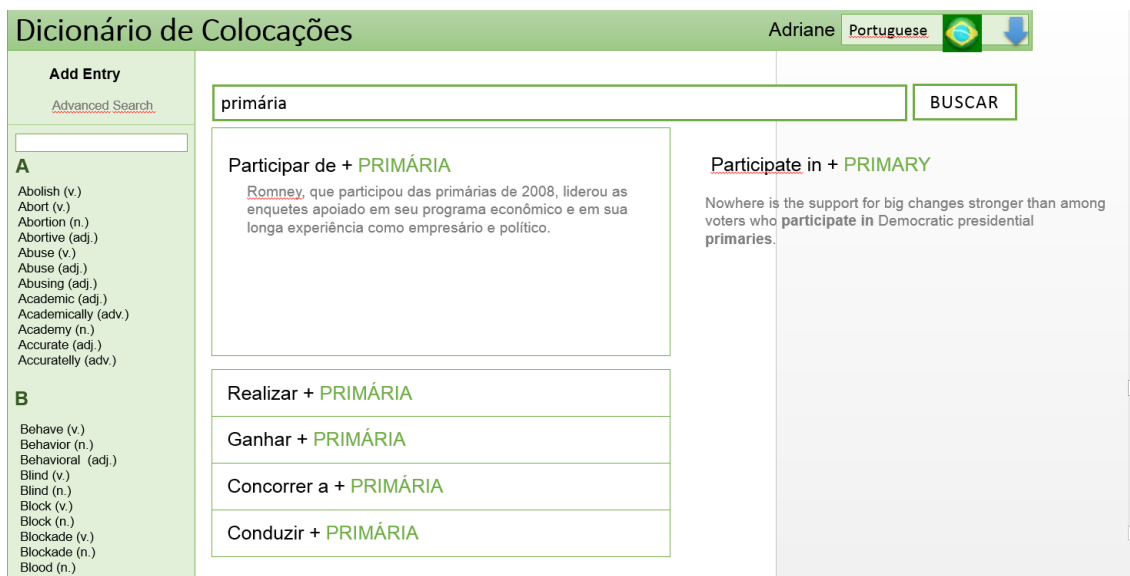 Dicionário de Colocações
Adriane
Portuguese
Add Entry
Advanced Search
A
Abolish (v.)
Abort (v.)
Abortion (n.)
Abortive (adj.)
Abuse (v.)
Abuse (adj.)
Abusing (adj.)
Academic (adj.)
Academically (adv.)
Academy (n.)
Accurate (adj.)
Accuratelly (adv.)
B
Behave (v.)
Behavior (n.)
Behavioral (adj.)
Blind (v.)
Blind (n.)
Block (v.)
Block (n.)
Blockade (v.)
Blockade (n.)
Blood (n.)
primária
BUSCAR
Participar de + PRIMÁRIA
Romney, que participou das primárias de 2008, liderou as
enquetes apoiado em seu programa econômico e em sua
longa experiência como empresário e político.
Participate in + PRIMARY
Nowhere is the support for big changes stronger than among
voters who participate in Democratic presidential
primaries.
Realizar + PRIMÁRIA
Ganhar + PRIMÁRIA
Concorrer a + PRIMÁRIA
Conduzir + PRIMÁRIA